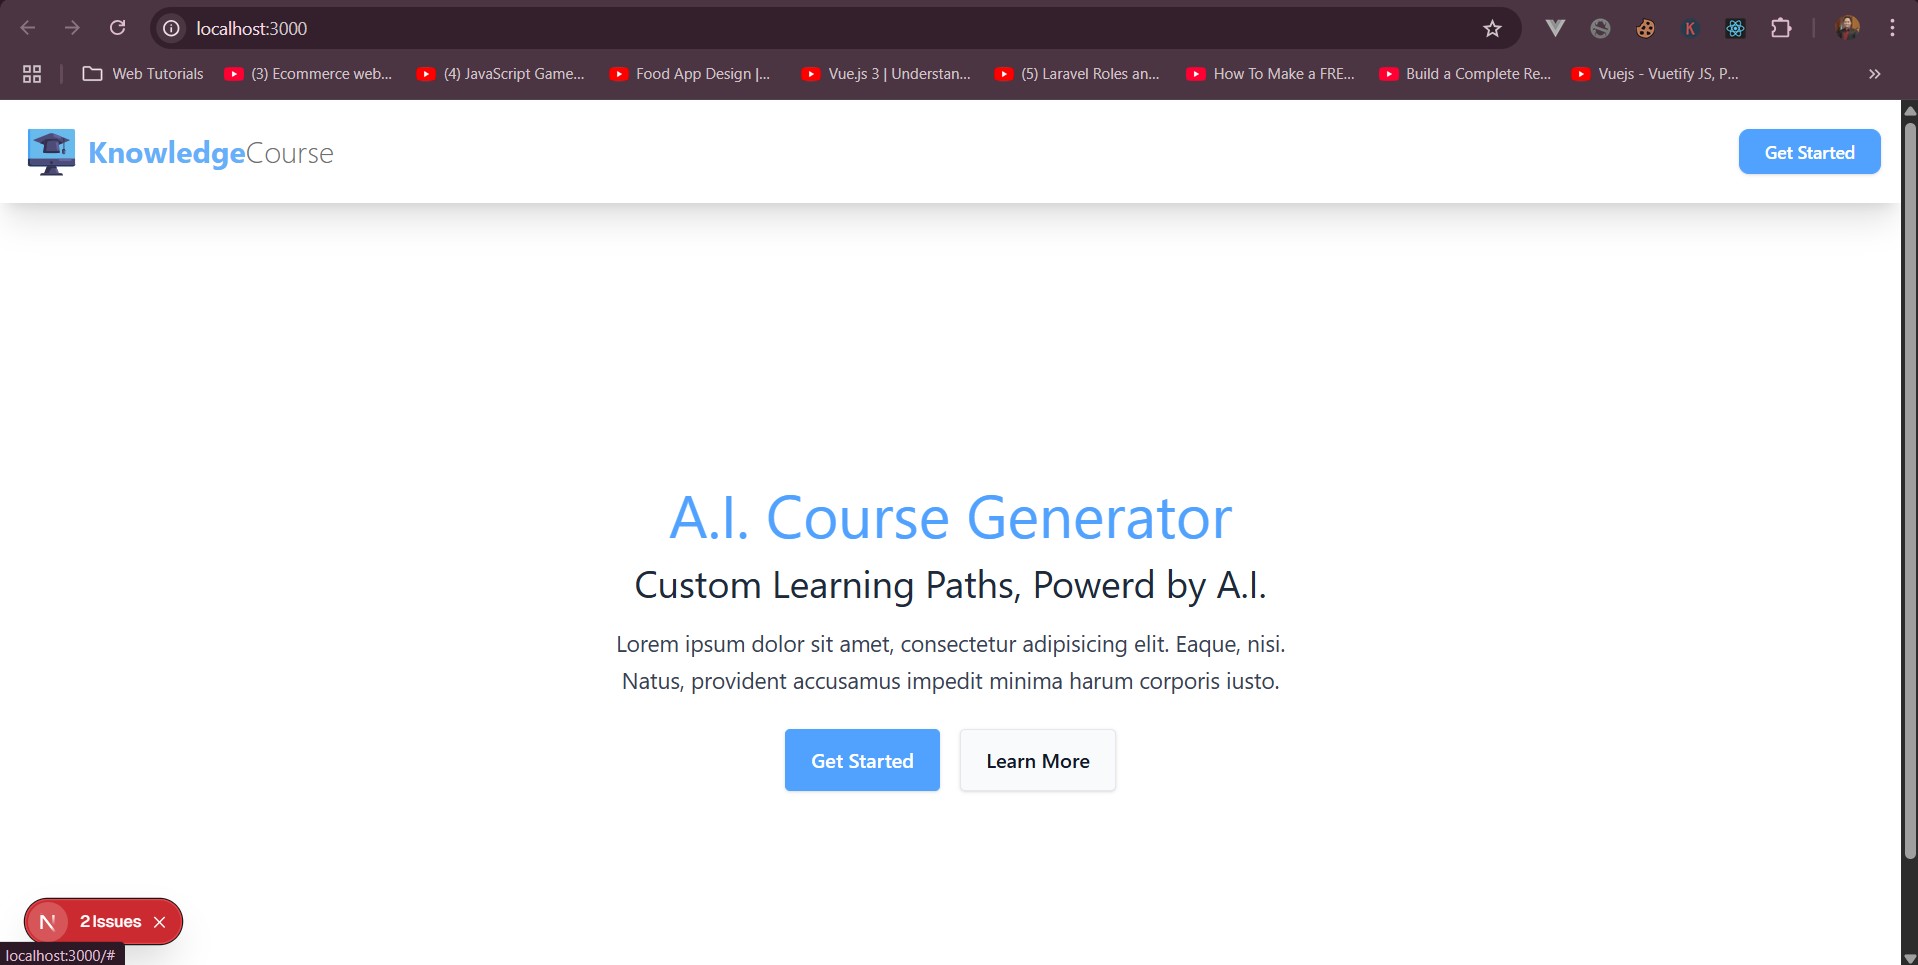 localhost:3000
Web Tutorials
(3) Ecommerce web...
(4) JavaScript Game...
Food App Design |...
Vue.js 3 | Understan...
(5) Laravel Roles an...
How To Make a FRE...
Build a Complete Re...
Vuejs - Vuetify JS, P...
KnowledgeCourse
Get Started
A.I. Course Generator
Custom Learning Paths, Powerd by A.I.
Lorem ipsum dolor sit amet, consectetur adipisicing elit. Eaque, nisi.
Natus, provident accusamus impedit minima harum corporis iusto.
Get Started
Learn More
N 2 Issues
localhost:3000/#